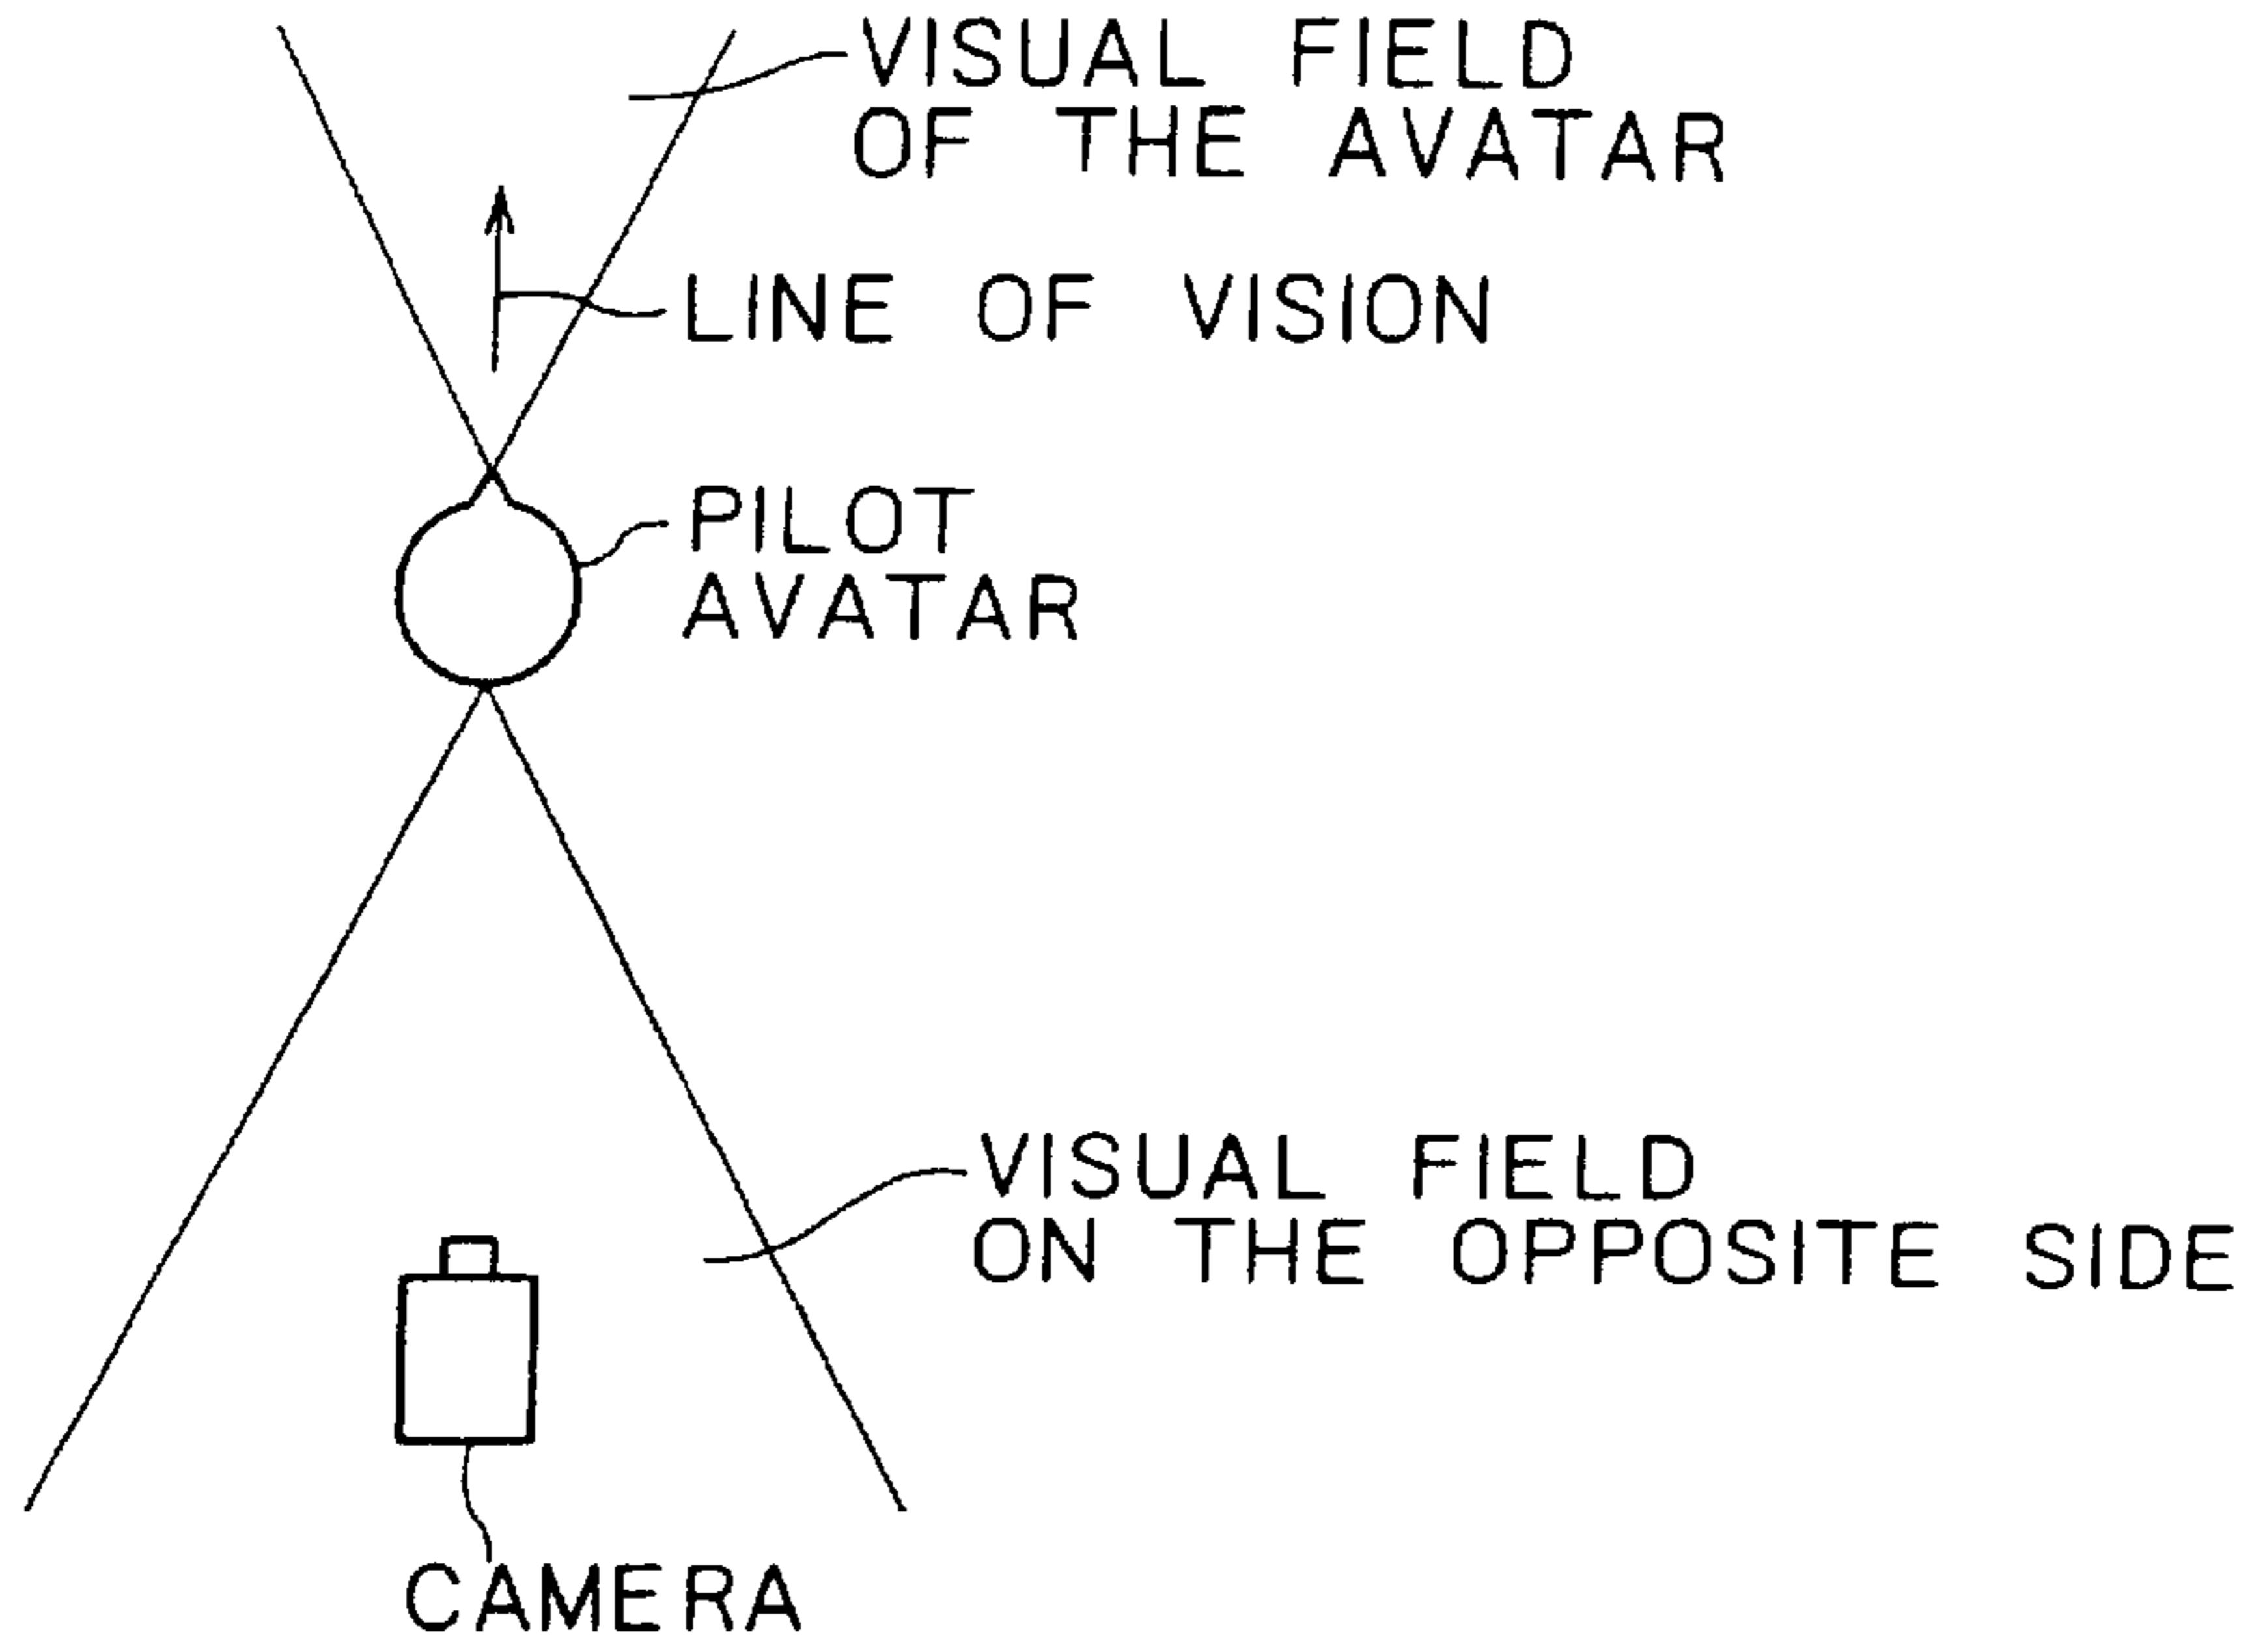 VISUAL FIELD
OF THE AVATAR
LINE OF VISION
PILOT
AVATAR
VISUAL FIELD
ON THE OPPOSITE SIDE
CAMERA